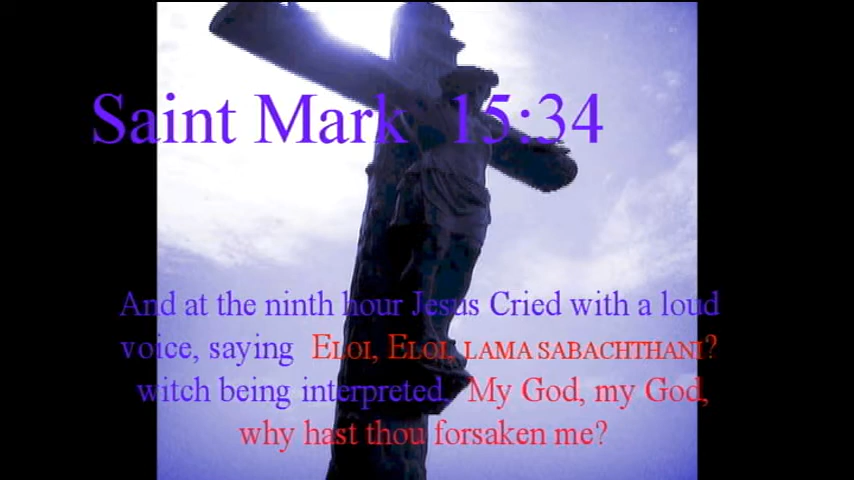 Saint Mark 15:34
And at the ninth hour Jesus Cried with a loud
voice, saying ELOI, ELOI, LAMA SABACHTHANI?
witch being interpreted. My God, my God,
why hast thou forsaken me?